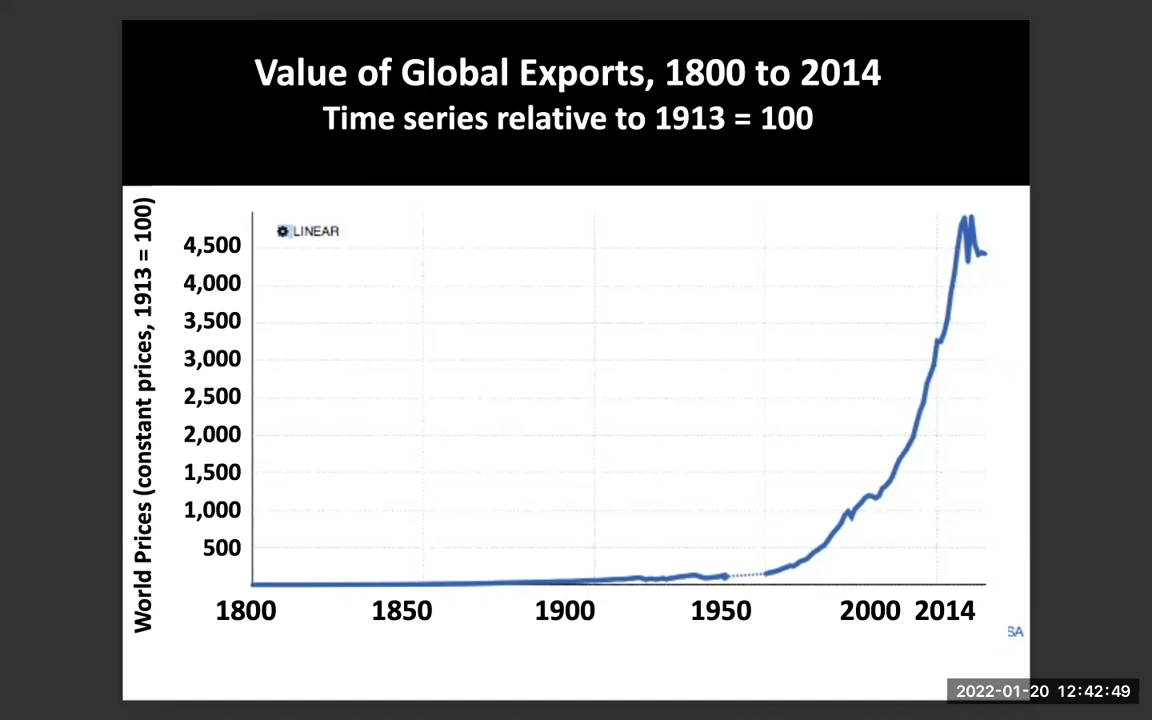 Value of Global Exports, 1800 to 2014
Time series relative to 1913 = 100
World Prices (constant prices, 1913 = 100)
LINEAR
4,500
4,000
3,500
3,000
2,500
2,000
1,500
1,000
500
1800 1850 1900 1950 2000 2014
SA
2022-01-20 12:42:49